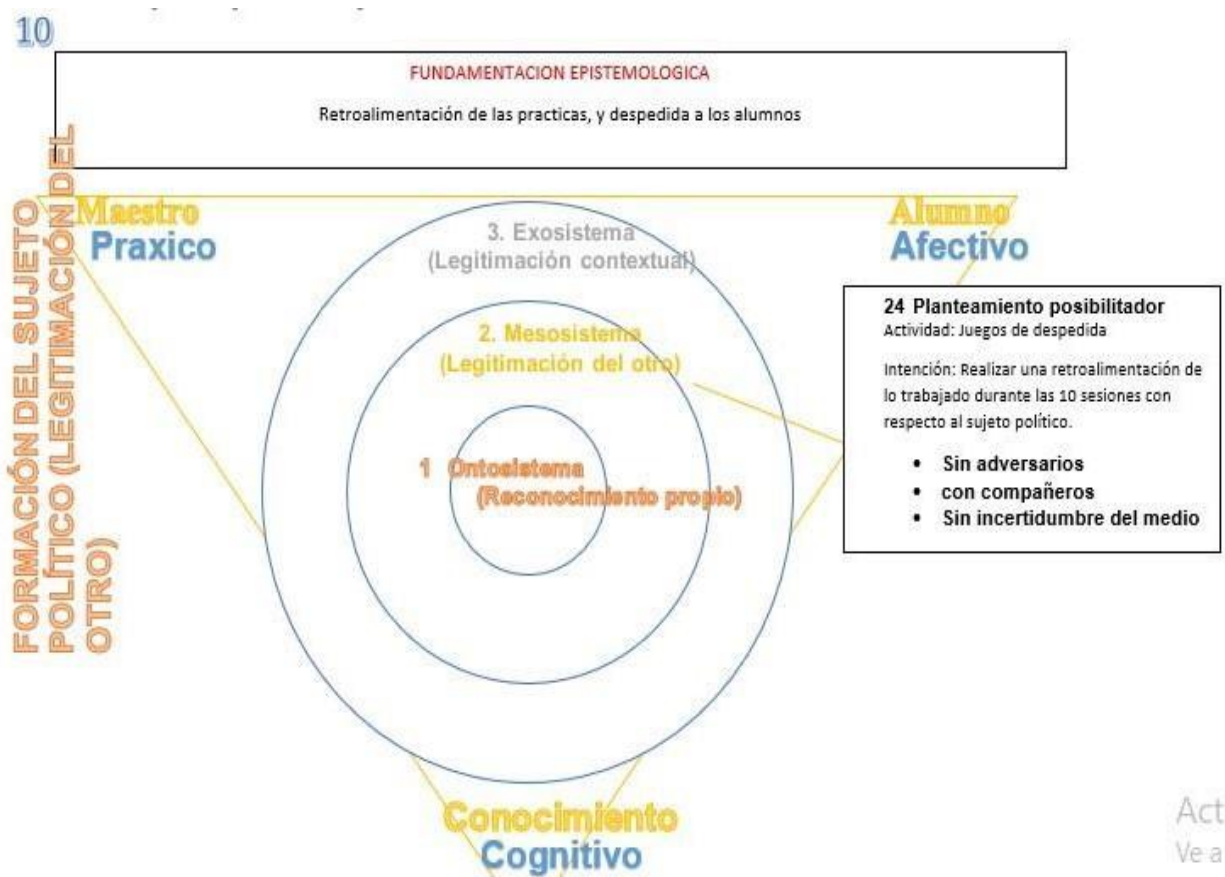 10
FUNDAMENTACION EPISTEMOLOGICA
Retroalimentación de las practicas, y despedida a los alumnos
FORMACIÓN DEL SUJETO
POLÍTICO (LEGITIMACIÓN DEL
OTRO)
Maestro
Praxico
Alumno
Afectivo
3. Exosistema
(Legitimación contextual)
2. Mesosistema
(Legitimación del otro)
1 Ontosistema
(Reconocimiento propio)
24 Planteamiento posibilitador
Actividad: Juegos de despedida
Intención: Realizar una retroalimentación de
lo trabajado durante las 10 sesiones con
respecto al sujeto político.
• Sin adversarios
• con compañeros
• Sin incertidumbre del medio
Conocimiento
Cognitivo
Act
Ve a